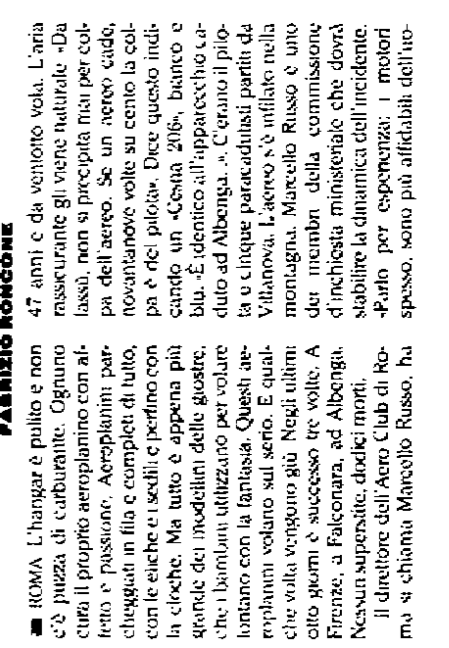 FABRIZIO RONCONE
ROMA L'hangar è pulito e non
c'è puzza di carburante. Ognuno
cura il proprio aeroplanino con af-
fetto e passione. Aeroplanini par-
cheggiati in fila e completi di tutto,
con le eliche e i sedili e perfino con
la cloche. Ma tutto è appena più
grande dei modellini delle giostre,
che i bambini utilizzano per volare
lontano con la fantasia. Questi ae-
roplanini volano sul serio. E qual-
che volta vengono giù Negli ultimi
otto giorni è successo tre volte. A
Firenze, a Falconara, ad Albenga.
Nessun superstite, dodici morti.
Il direttore dell'Aero Club di Ro-
ma si chiama Marcello Russo, ha
47 anni e da ventotto vola. L'aria
rassicurante gli viene naturale «Da
lassù, non si precipita mai per col-
pa dell'aereo. Se un aereo cade,
novantanove volte su cento la col-
pa è del pilota». Dice questo indi-
cando un «Cesna 206», bianco e
blu. «È identico all'apparecchio ca-
duto ad Albenga..». C'erano il pilo-
ta e cinque paracadutisti partiti da
Villanova. L'aereo s'è infilato nella
montagna. Marcello Russo è uno
dei membri della commissione
d'inchiesta ministeriale che dovrà
stabilire la dinamica dell'incidente.
«Parlo per esperienza: i motori
spesso, sono più affidabili dell'uo-